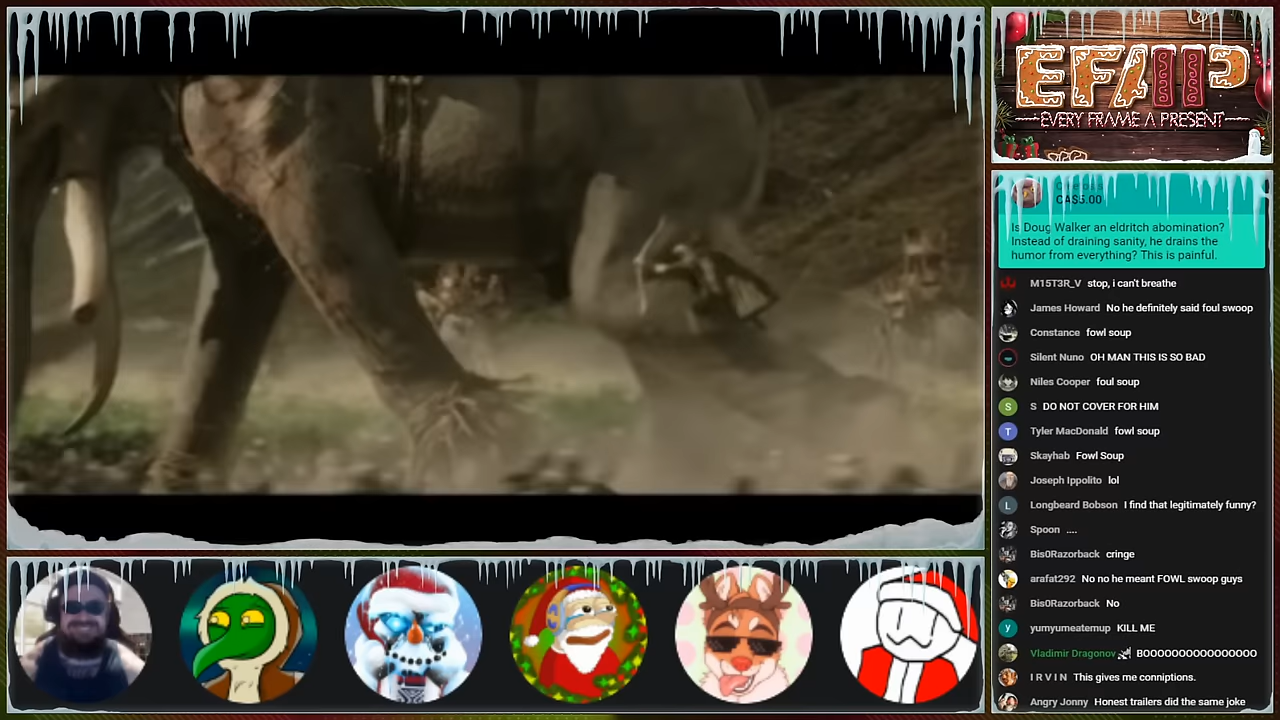 EFAP
EVERY FRAME A PRESENT
CA$5.00
Is Doug Walker an eldritch abomination?
Instead of draining sanity, he drains the
humor from everything? This is painful.
M15T3R_V stop, i can't breathe
James Howard No he definitely said foul swoop
Constance fowl soup
Silent Nuno OH MAN THIS IS SO BAD
Niles Cooper foul soup
S S DO NOT COVER FOR HIM
T Tyler MacDonald fowl soup
Skayhab Fowl Soup
Joseph Ippolito lol
L Longbeard Bobson I find that legitimately funny?
Spoon ....
Bis0Razorback cringe
arafat292 No no he meant FOWL swoop guys
Bis0Razorback No
y yumyumeatemup KILL ME
Vladimir Dragonov BOOOOOOOOOOOOOOOO
I R V I N This gives me conniptions.
Angry Jonny Honest trailers did the same joke